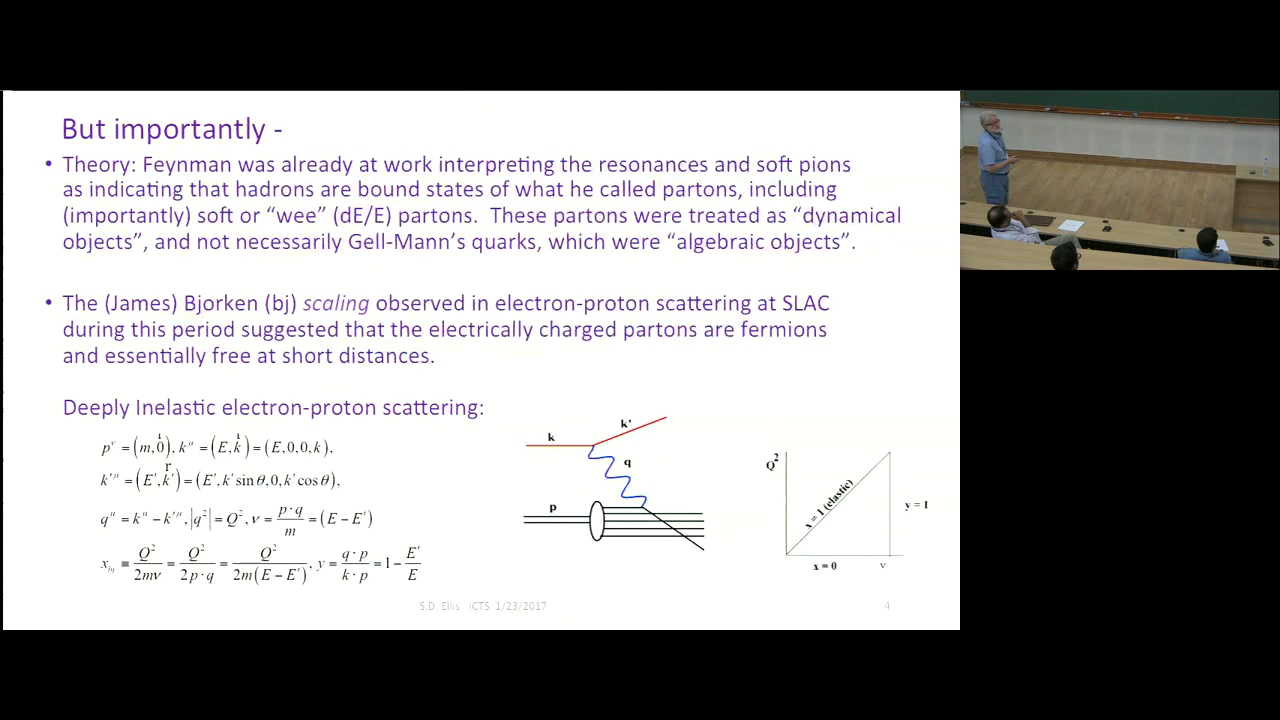 But importantly -
• Theory: Feynman was already at work interpreting the resonances and soft pions
as indicating that hadrons are bound states of what he called partons, including
(importantly) soft or “wee” (dE/E) partons.  These partons were treated as “dynamical
objects”, and not necessarily Gell-Mann’s quarks, which were “algebraic objects”.
• The (James) Bjorken (bj) scaling observed in electron-proton scattering at SLAC
during this period suggested that the electrically charged partons are fermions
and essentially free at short distances.
Deeply Inelastic electron-proton scattering:
p^ν = (m, 0), k^μ = (E, k) = (E,0,0,k),
k'^μ = (E', k') = (E', k' sin θ, 0, k' cos θ),
q^μ = k^μ − k'^μ, |q²| = Q², ν = p·q / m = (E − E')
x_bj ≡ Q² / 2mν = Q² / 2p·q = Q² / 2m(E − E'), y = q·p / k·p = 1 − E' / E
k
k'
q
p
Q²
x = 1 (elastic)
y = 1
x = 0
ν
S.D. Ellis  ICTS 1/23/2017
4